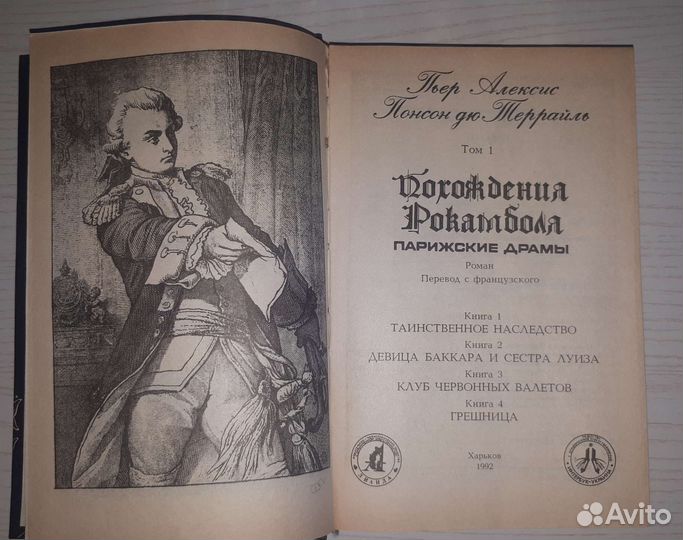 Пьер Алексис
Понсон дю Террайль
Том 1
Похождения
Рокамболя
ПАРИЖСКИЕ ДРАМЫ
Роман
Перевод с французского
Книга 1
ТАИНСТВЕННОЕ НАСЛЕДСТВО
Книга 2
ДЕВИЦА БАККАРА И СЕСТРА ЛУИЗА
Книга 3
КЛУБ ЧЕРВОННЫХ ВАЛЕТОВ
Книга 4
ГРЕШНИЦА
Харьков
1992
Avito